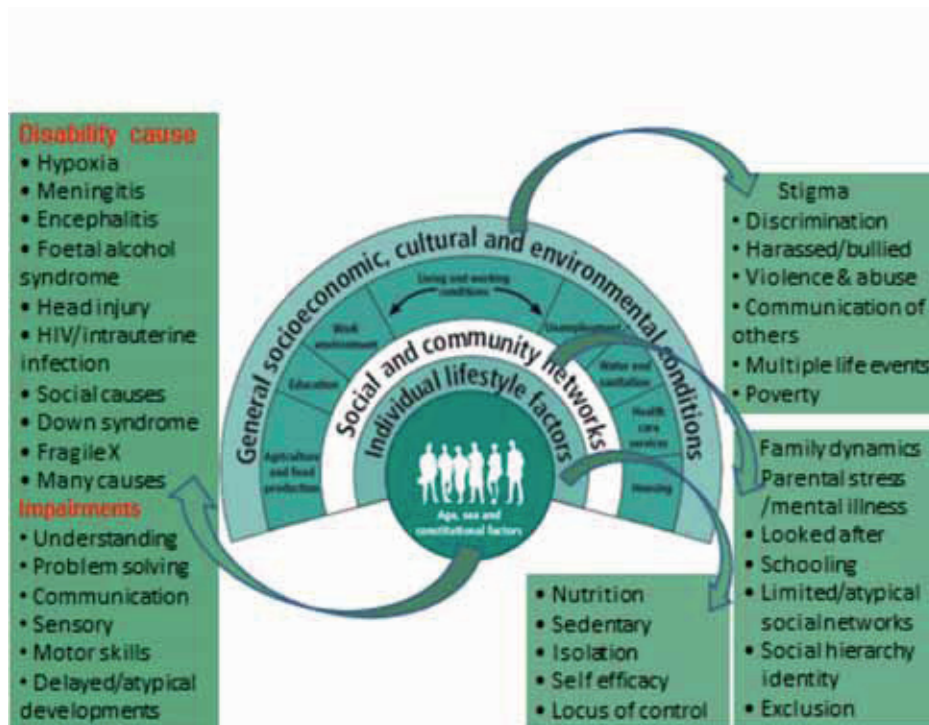 Disability cause
• Hypoxia
• Meningitis
• Encephalitis
• Foetal alcohol
syndrome
• Head injury
• HIV/intrauterine
infection
• Social causes
• Down syndrome
• FragileX
• Many causes
Impairments
• Understanding
• Problem solving
• Communication
• Sensory
• Motor skills
• Delayed/atypical
developments
General socioeconomic, cultural and environmental conditions
Living and working
conditions
Work
environment
Unemployment
Education
Water and
sanitation
Agriculture
and food
production
Health
care
services
Housing
Social and community networks
Individual lifestyle factors
Age, sex and
constitutional factors
Stigma
• Discrimination
• Harassed/bullied
• Violence & abuse
• Communication of
others
• Multiple life events
• Poverty
Family dynamics
Parental stress
/mental illness
• Looked after
• Schooling
• Limited/atypical
social networks
• Social hierarchy
identity
• Exclusion
• Nutrition
• Sedentary
• Isolation
• Self efficacy
• Locus of control